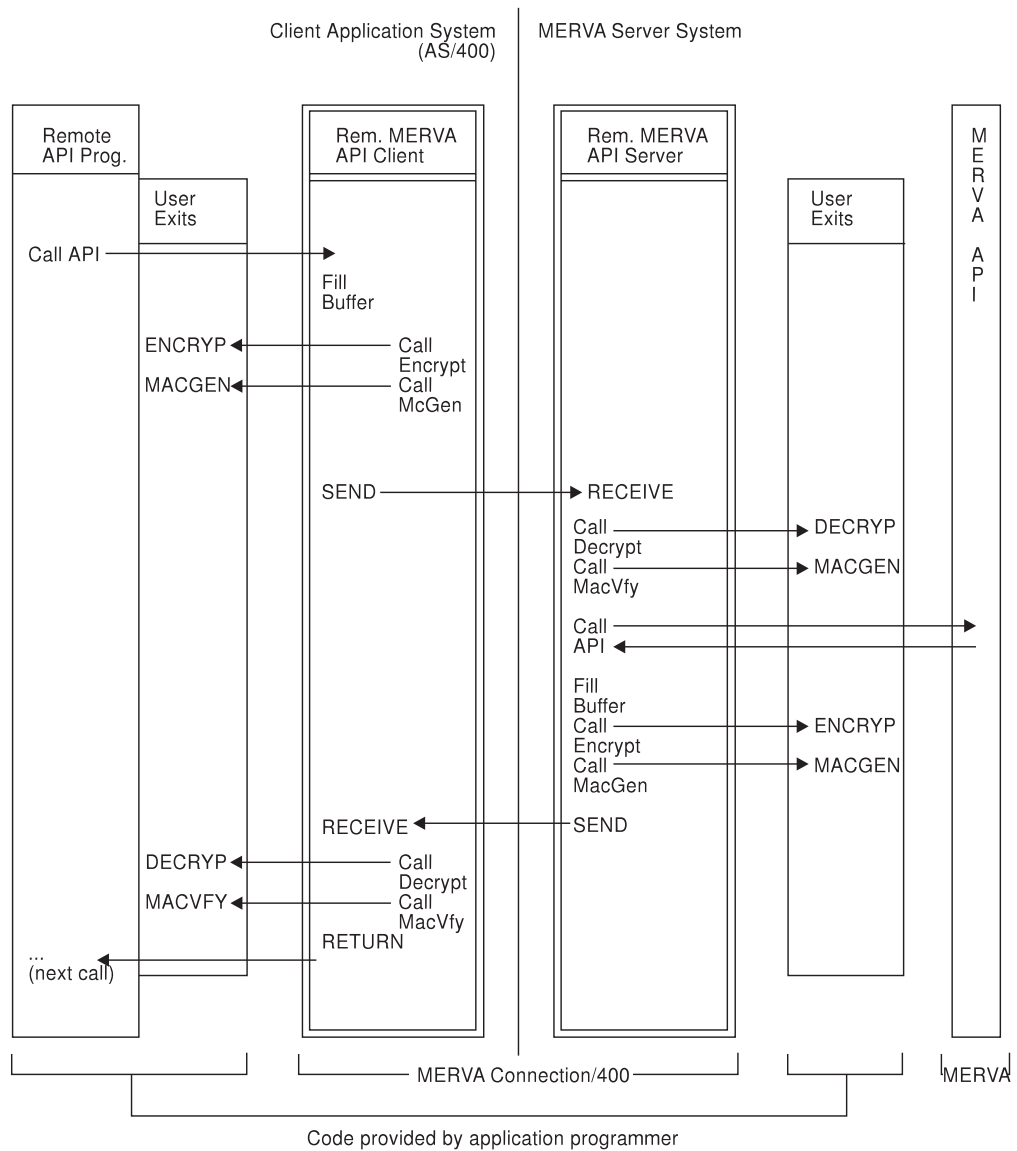 Client Application System
(AS/400)
MERVA Server System
Remote
API Prog.
Rem. MERVA
API Client
Rem. MERVA
API Server
MERVA API
User
Exits
User
Exits
Call API
Fill
Buffer
ENCRYP
Call
Encrypt
MACGEN
Call
McGen
SEND
RECEIVE
Call
Decrypt
DECRYP
Call
MacVfy
MACGEN
Call
API
Fill
Buffer
Call
Encrypt
ENCRYP
Call
MacGen
MACGEN
RECEIVE
SEND
DECRYP
Call
Decrypt
MACVFY
Call
MacVfy
RETURN
...
(next call)
MERVA Connection/400
MERVA
Code provided by application programmer